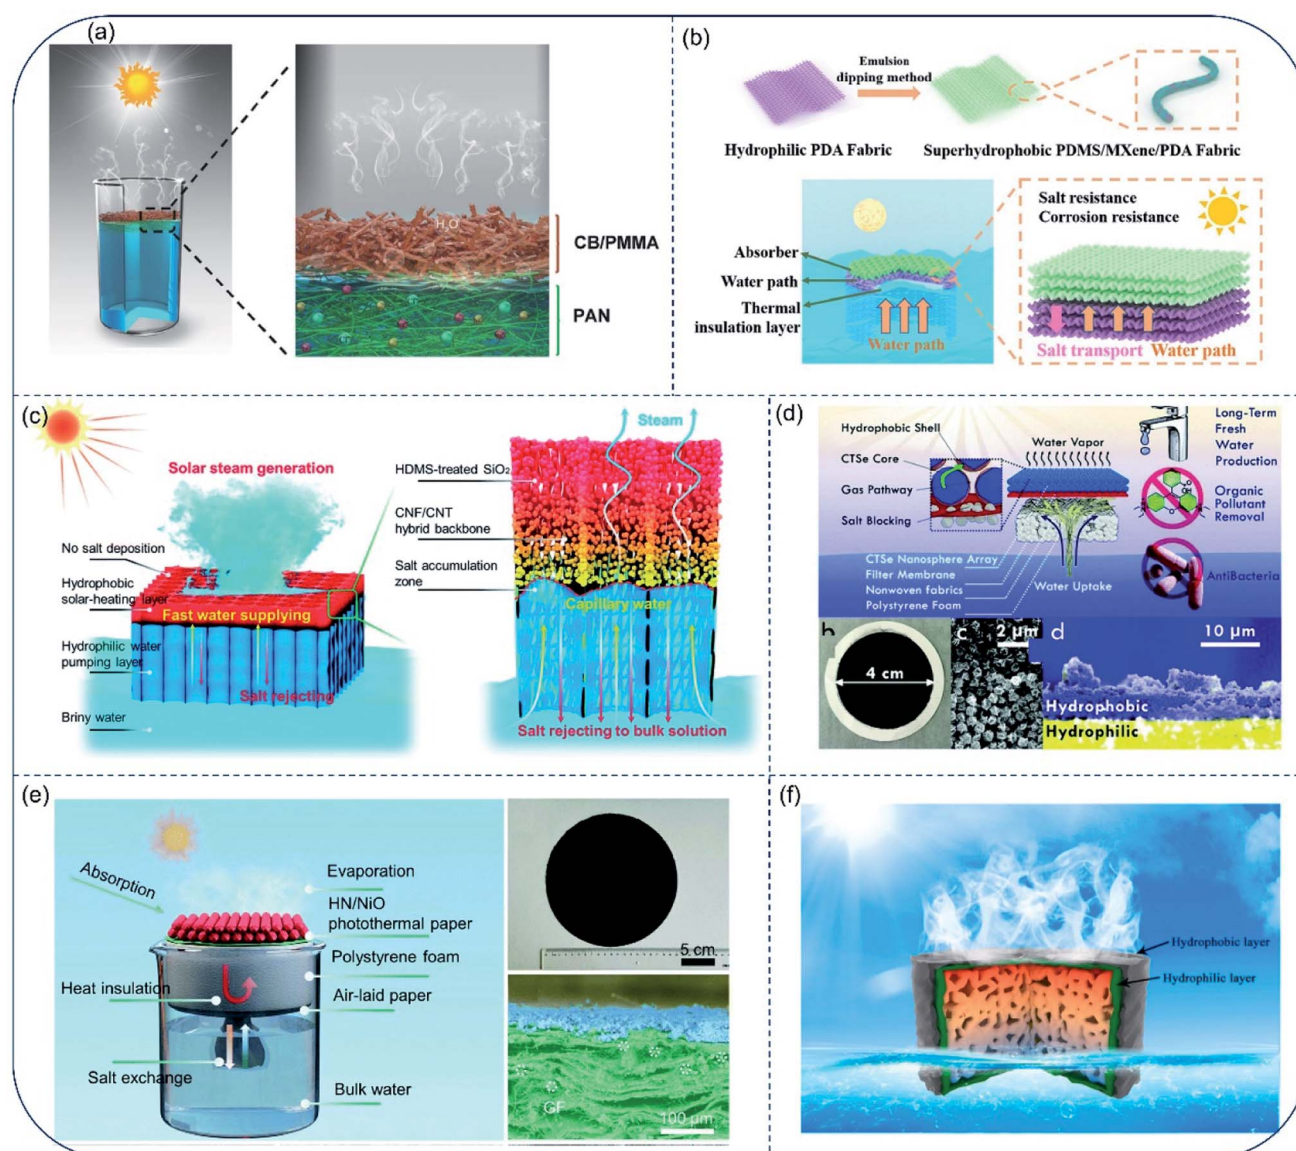 (a)
H₂O
CB/PMMA
PAN
(b)
Emulsion
dipping method
Hydrophilic PDA Fabric
Superhydrophobic PDMS/MXene/PDA Fabric
Absorber
Water path
Thermal
insulation layer
Water path
Salt resistance
Corrosion resistance
Salt transport
Water path
(c)
Solar steam generation
No salt deposition
Hydrophobic
solar-heating layer
Fast water supplying
Hydrophilic water
pumping layer
Salt rejecting
Briny water
Steam
HDMS-treated SiO₂
CNF/CNT
hybrid backbone
Salt accumulation
zone
Capillary water
Salt rejecting to bulk solution
(d)
Hydrophobic Shell
CTSe Core
Gas Pathway
Salt Blocking
Water Vapor
CTSe Nanosphere Array
Filter Membrane
Nonwoven fabrics
Polystyrene Foam
Water Uptake
Long-Term
Fresh
Water
Production
Organic
Pollutant
Removal
AntiBacteria
b
4 cm
c
2 μm
d
10 μm
Hydrophobic
Hydrophilic
(e)
Absorption
Evaporation
HN/NiO
photothermal paper
Polystyrene foam
Heat insulation
Air-laid paper
Salt exchange
Bulk water
5 cm
GF
100 μm
(f)
Hydrophobic layer
Hydrophilic layer